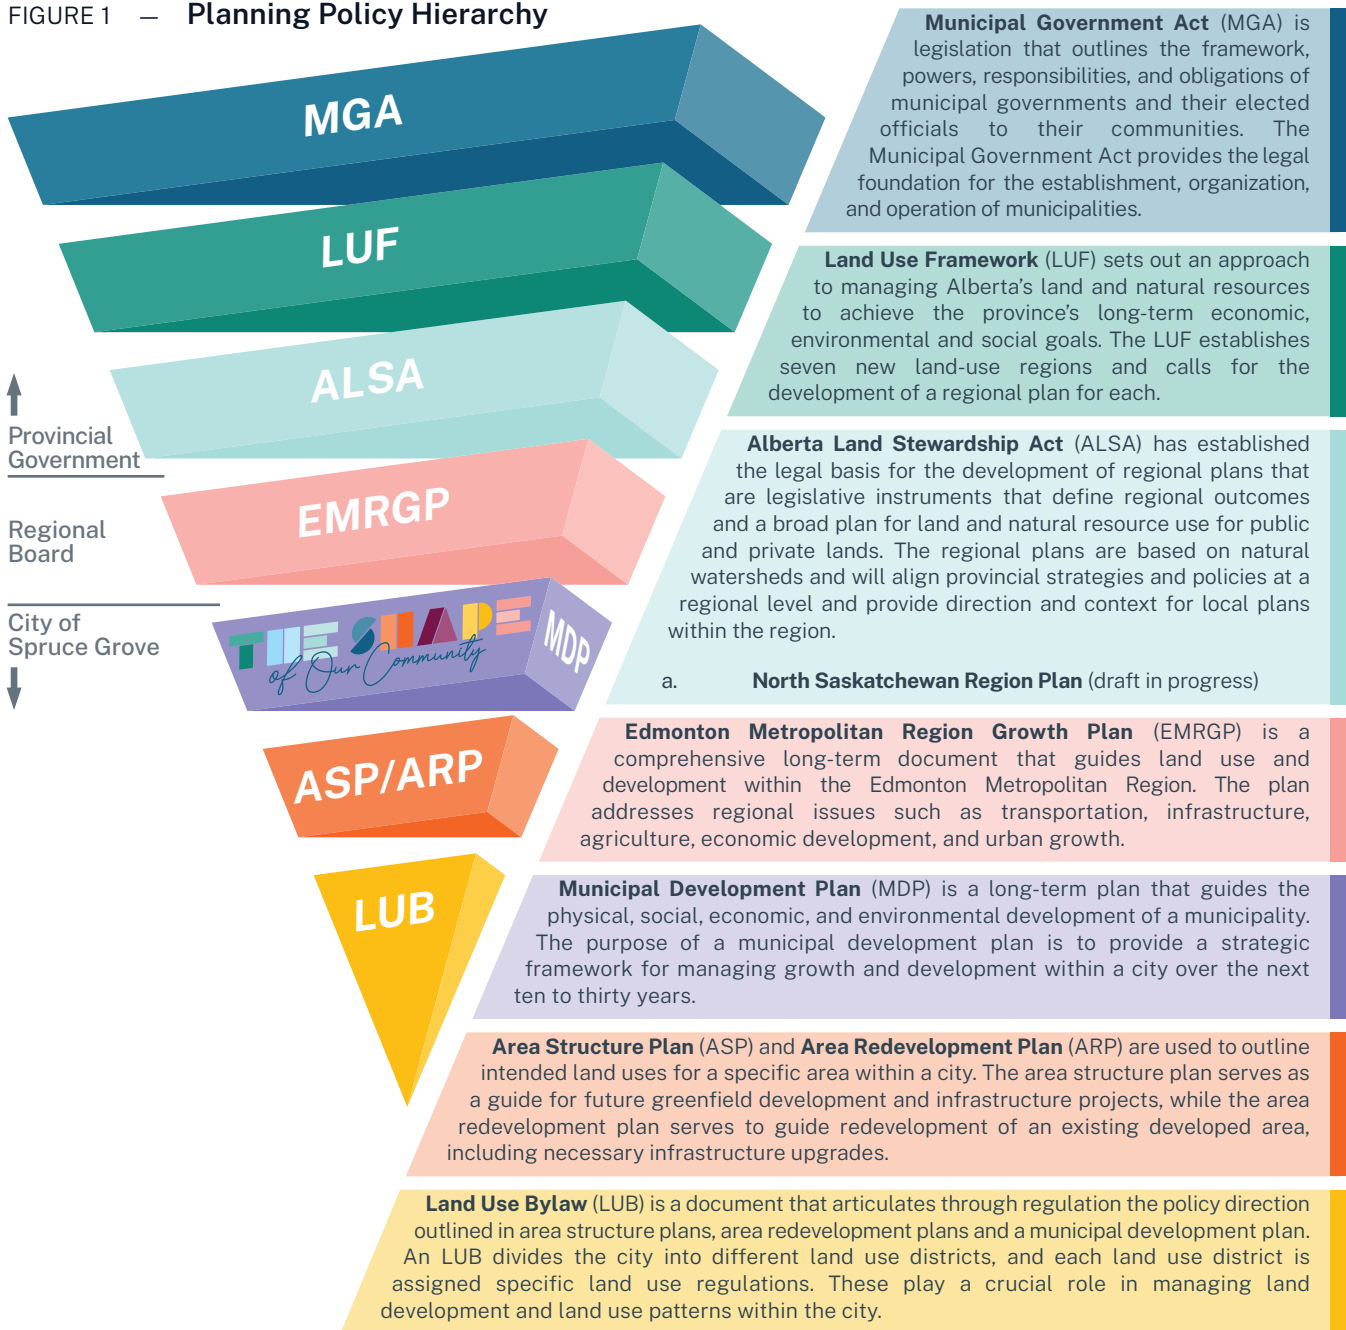 FIGURE 1 — Planning Policy Hierarchy
MGA
LUF
ALSA
EMRGP
THE SHAPE
of Our Community
MDP
ASP/ARP
LUB
Provincial
Government
Regional
Board
City of
Spruce Grove
Municipal Government Act (MGA) is
legislation that outlines the framework,
powers, responsibilities, and obligations of
municipal governments and their elected
officials to their communities. The
Municipal Government Act provides the legal
foundation for the establishment, organization,
and operation of municipalities.
Land Use Framework (LUF) sets out an approach
to managing Alberta’s land and natural resources
to achieve the province’s long-term economic,
environmental and social goals. The LUF establishes
seven new land-use regions and calls for the
development of a regional plan for each.
Alberta Land Stewardship Act (ALSA) has established
the legal basis for the development of regional plans that
are legislative instruments that define regional outcomes
and a broad plan for land and natural resource use for public
and private lands. The regional plans are based on natural
watersheds and will align provincial strategies and policies at a
regional level and provide direction and context for local plans
within the region.
a. North Saskatchewan Region Plan (draft in progress)
Edmonton Metropolitan Region Growth Plan (EMRGP) is a
comprehensive long-term document that guides land use and
development within the Edmonton Metropolitan Region. The plan
addresses regional issues such as transportation, infrastructure,
agriculture, economic development, and urban growth.
Municipal Development Plan (MDP) is a long-term plan that guides the
physical, social, economic, and environmental development of a municipality.
The purpose of a municipal development plan is to provide a strategic
framework for managing growth and development within a city over the next
ten to thirty years.
Area Structure Plan (ASP) and Area Redevelopment Plan (ARP) are used to outline
intended land uses for a specific area within a city. The area structure plan serves as
a guide for future greenfield development and infrastructure projects, while the area
redevelopment plan serves to guide redevelopment of an existing developed area,
including necessary infrastructure upgrades.
Land Use Bylaw (LUB) is a document that articulates through regulation the policy direction
outlined in area structure plans, area redevelopment plans and a municipal development plan.
An LUB divides the city into different land use districts, and each land use district is
assigned specific land use regulations. These play a crucial role in managing land
development and land use patterns within the city.